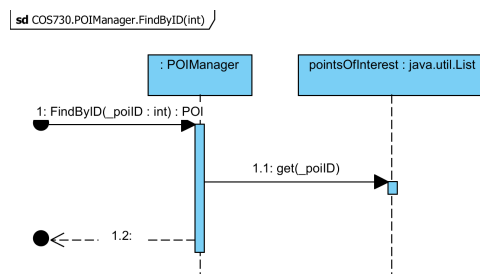 sd COS730.POIManager.FindByID(int)
: POIManager
pointsOfInterest : java.util.List
1: FindByID(_poiID : int) : POI
1.1: get(_poiID)
1.2: